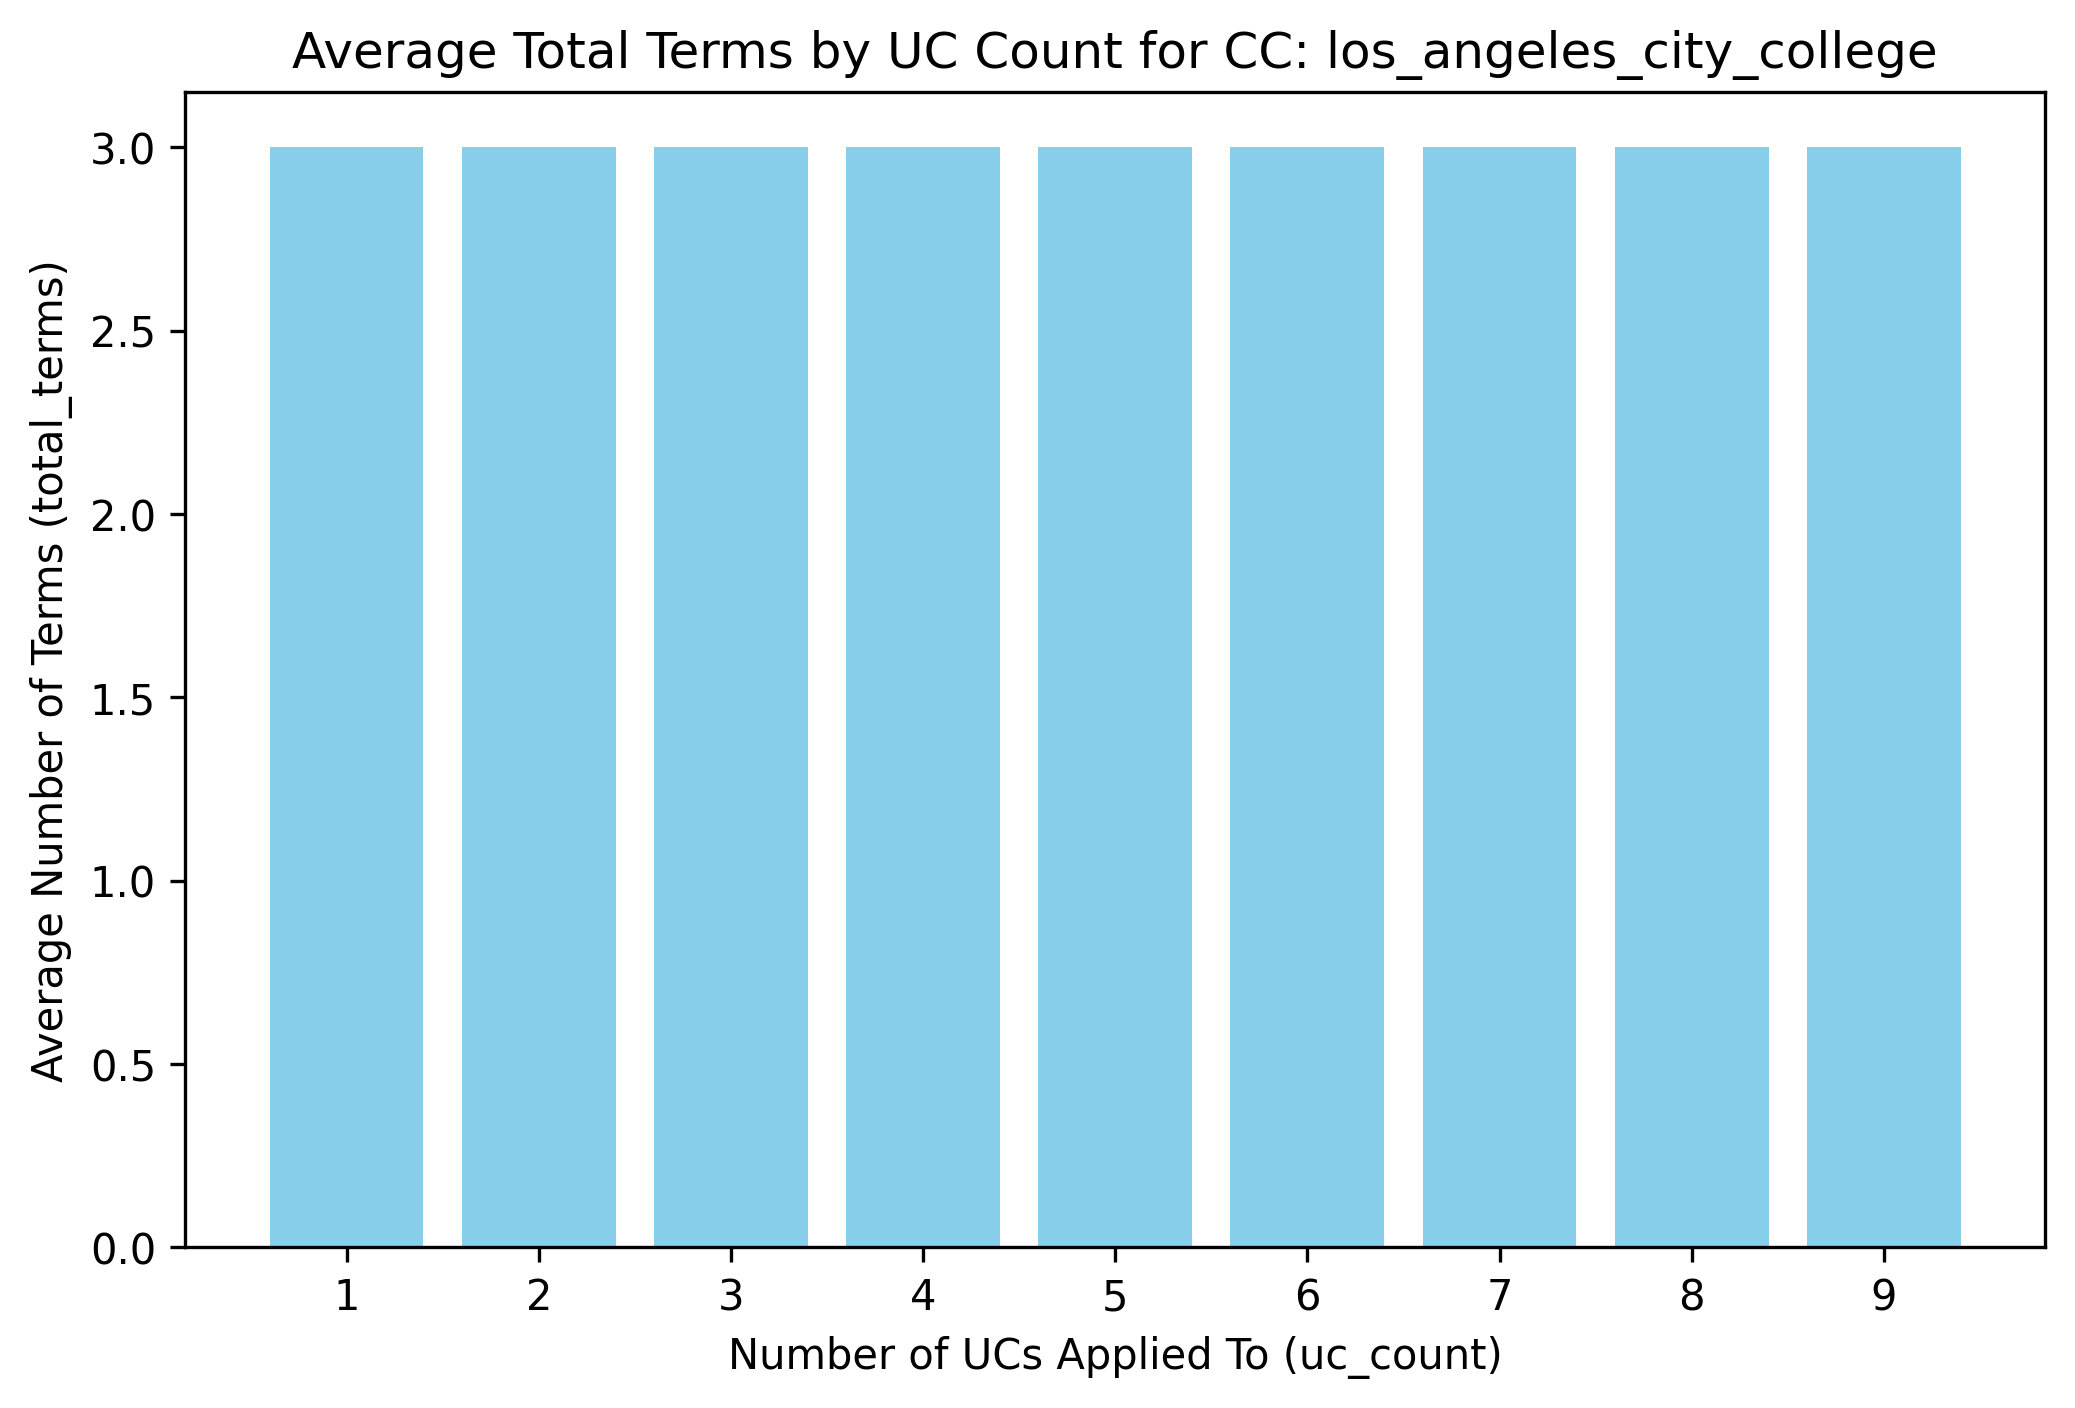 Average Total Terms by UC Count for CC: los_angeles_city_college
Average Number of Terms (total_terms)
3.0
2.5
2.0
1.5
1.0
0.5
0.0
1 2 3 4 5 6 7 8 9
Number of UCs Applied To (uc_count)